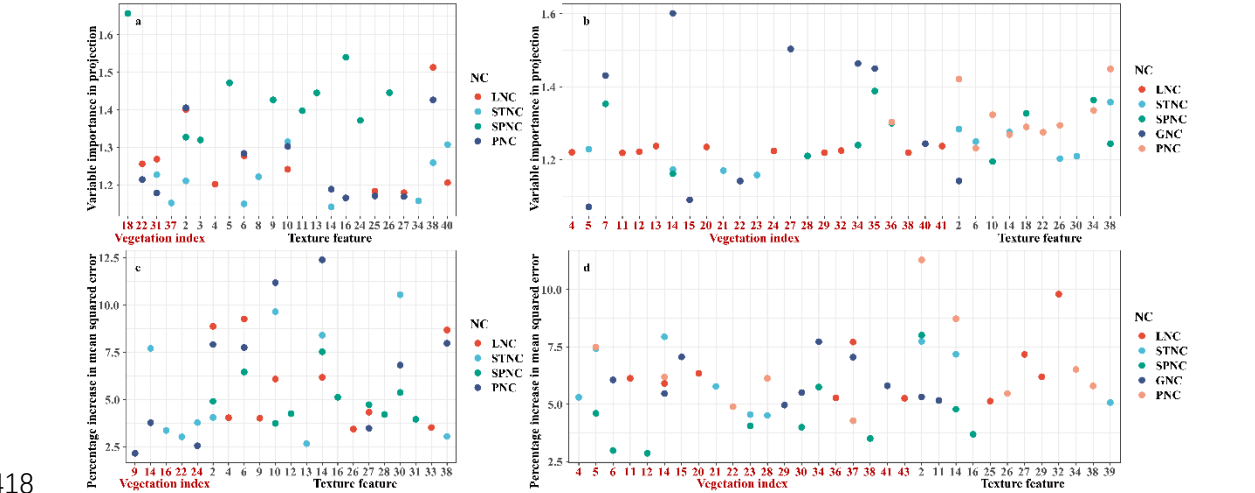 a
Variable importance in projection
1.6
1.5
1.4
1.3
1.2
18 22 31 37 2 3 4 5 6 8 9 10 11 13 14 16 24 25 26 27 34 38 40
Vegetation index Texture feature
NC
LNC
STNC
SPNC
PNC
b
Variable importance in projection
1.6
1.4
1.2
4 5 7 11 12 13 14 15 20 21 22 23 24 27 28 29 32 34 35 36 38 40 41 2 6 10 14 18 22 26 30 34 38
Vegetation index Texture feature
NC
LNC
STNC
SPNC
GNC
PNC
c
Percentage increase in mean squared error
12.5
10.0
7.5
5.0
2.5
9 14 16 22 24 2 4 6 9 10 12 13 14 16 26 27 28 30 31 33 38
Vegetation index Texture feature
NC
LNC
STNC
SPNC
PNC
d
Percentage increase in mean squared error
10.0
7.5
5.0
2.5
4 5 6 11 12 14 15 20 21 22 23 28 29 30 34 36 37 38 41 43 2 11 14 16 25 26 27 29 32 34 38 39
Vegetation index Texture feature
NC
LNC
STNC
SPNC
GNC
PNC
418